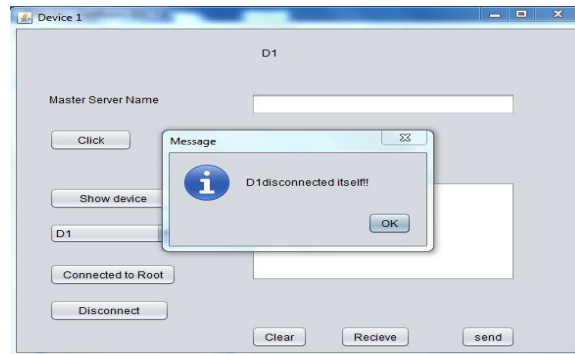 Device 1
D1
Master Server Name
Click
Message
D1disconnected itself!!
OK
Show device
D1
Connected to Root
Disconnect
Clear
Recieve
send